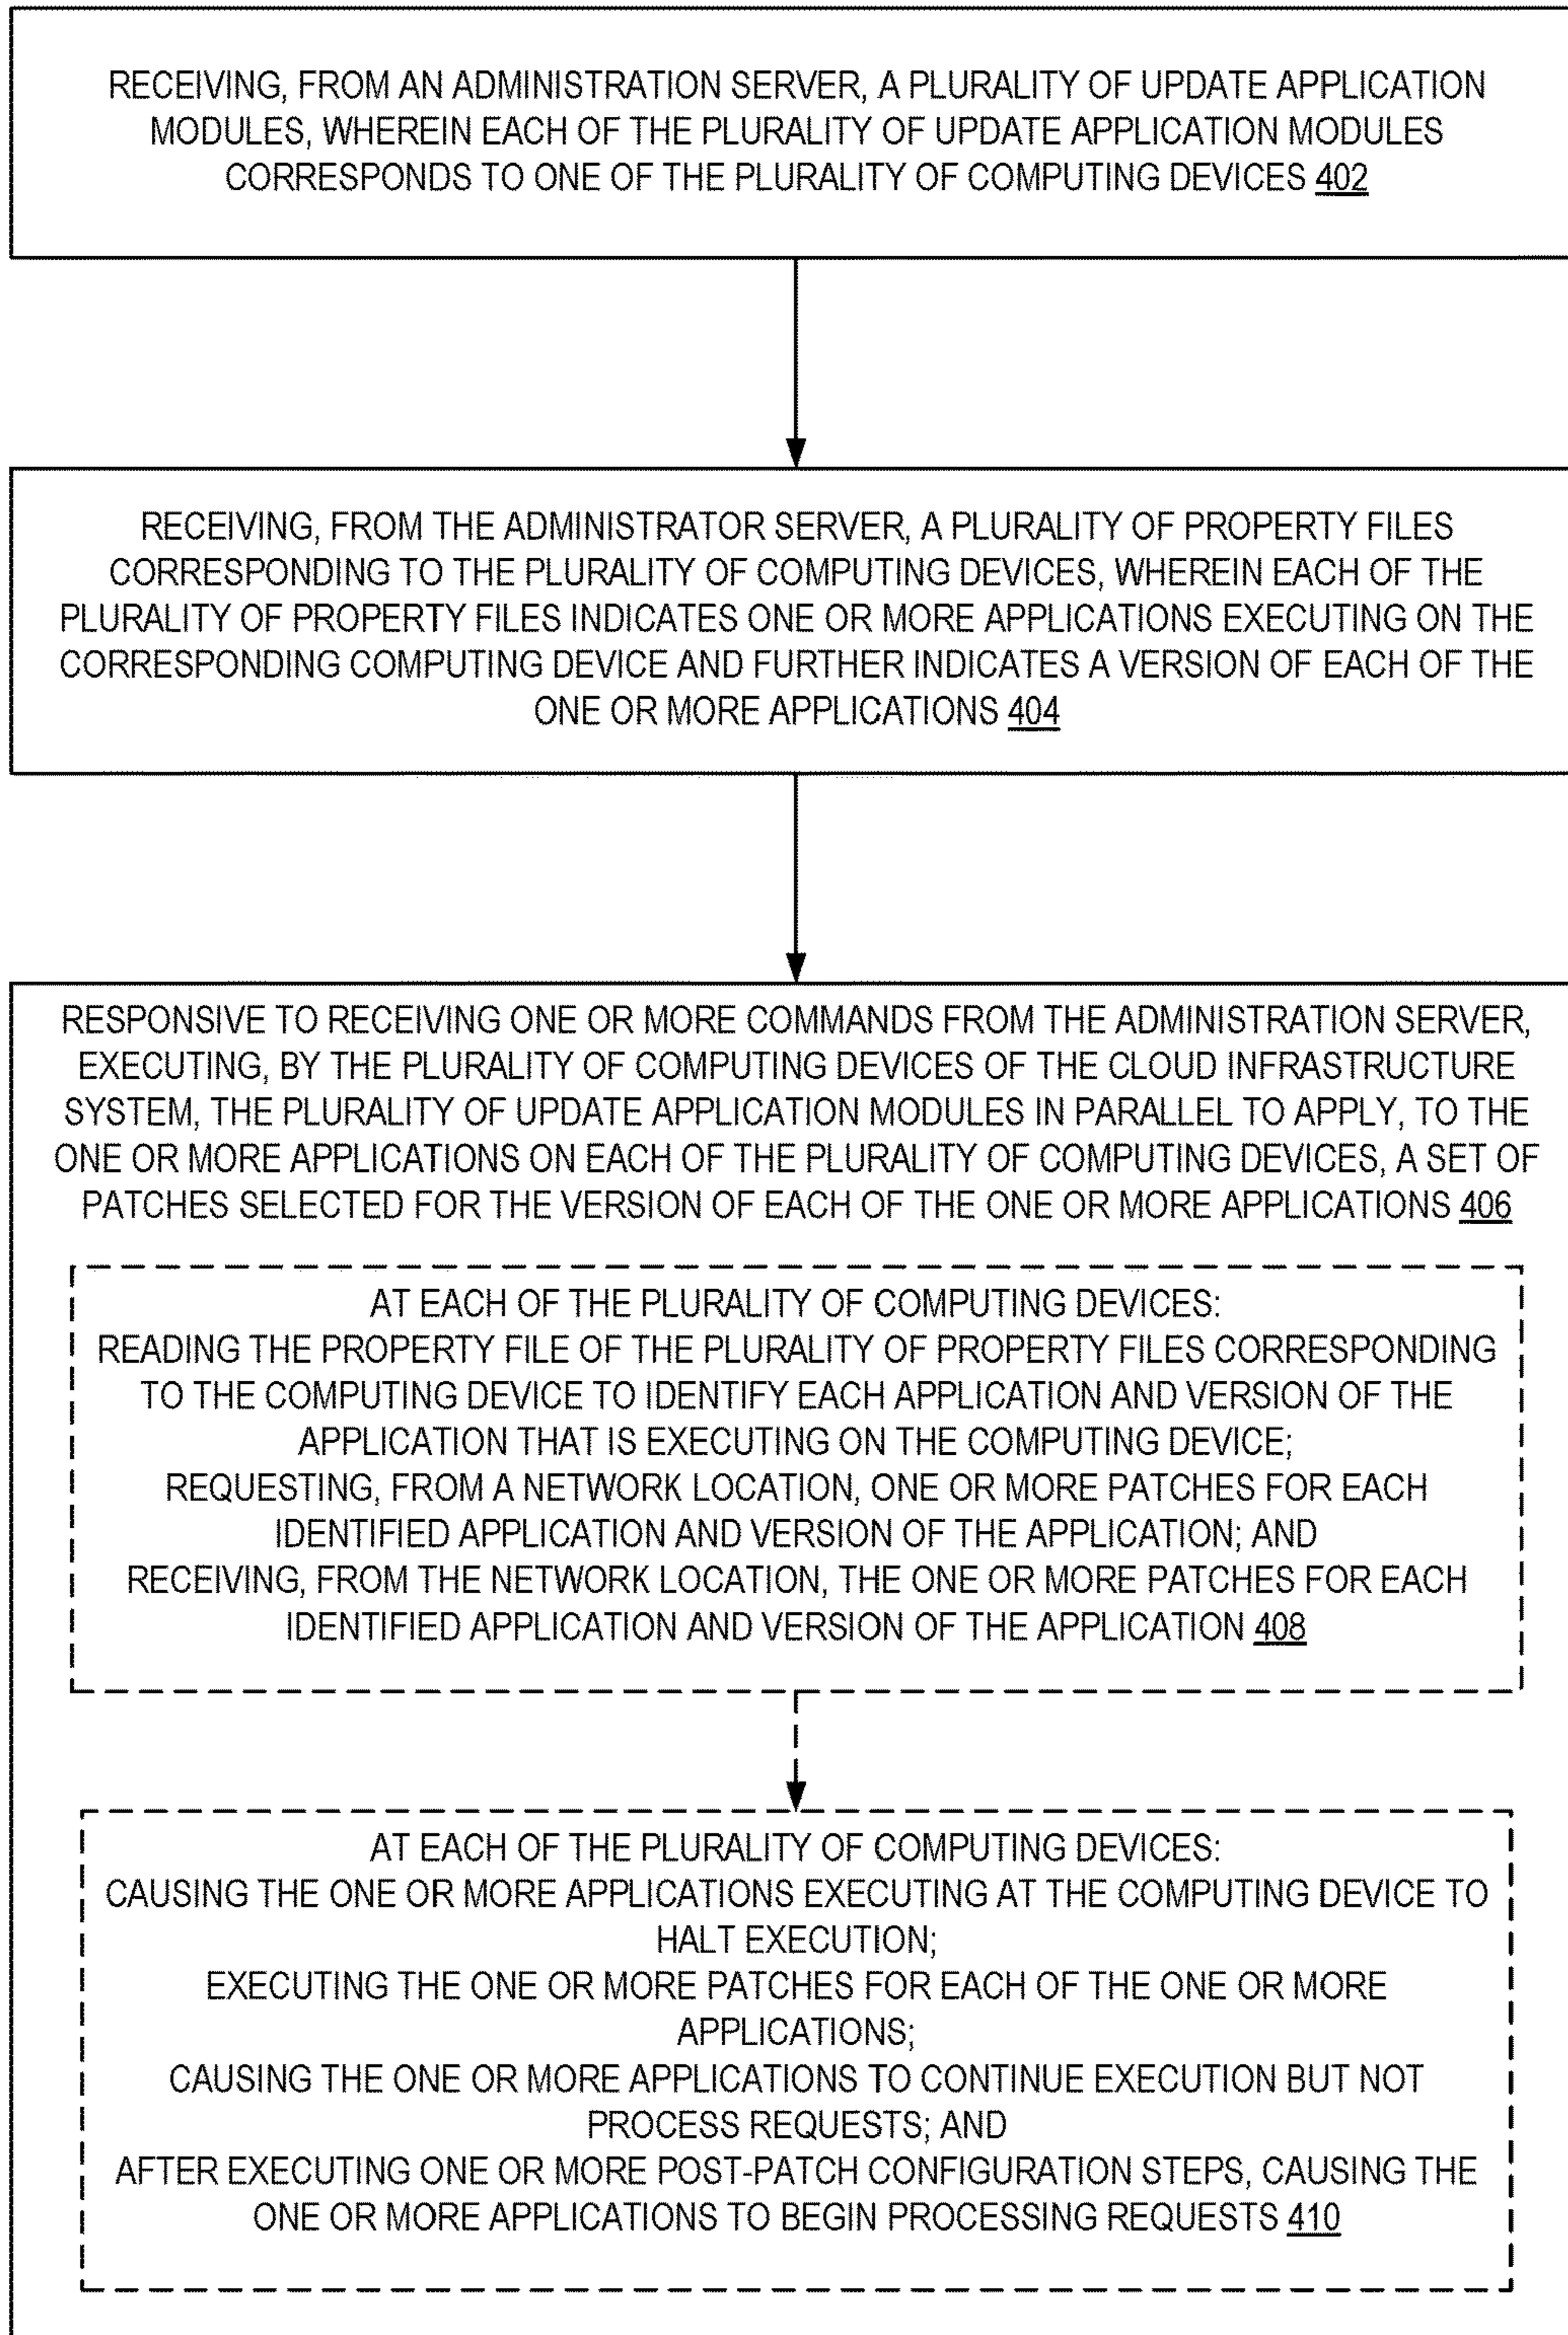 RECEIVING, FROM AN ADMINISTRATION SERVER, A PLURALITY OF UPDATE APPLICATION
MODULES, WHEREIN EACH OF THE PLURALITY OF UPDATE APPLICATION MODULES
CORRESPONDS TO ONE OF THE PLURALITY OF COMPUTING DEVICES 402
RECEIVING, FROM THE ADMINISTRATOR SERVER, A PLURALITY OF PROPERTY FILES
CORRESPONDING TO THE PLURALITY OF COMPUTING DEVICES, WHEREIN EACH OF THE
PLURALITY OF PROPERTY FILES INDICATES ONE OR MORE APPLICATIONS EXECUTING ON THE
CORRESPONDING COMPUTING DEVICE AND FURTHER INDICATES A VERSION OF EACH OF THE
ONE OR MORE APPLICATIONS 404
RESPONSIVE TO RECEIVING ONE OR MORE COMMANDS FROM THE ADMINISTRATION SERVER,
EXECUTING, BY THE PLURALITY OF COMPUTING DEVICES OF THE CLOUD INFRASTRUCTURE
SYSTEM, THE PLURALITY OF UPDATE APPLICATION MODULES IN PARALLEL TO APPLY, TO THE
ONE OR MORE APPLICATIONS ON EACH OF THE PLURALITY OF COMPUTING DEVICES, A SET OF
PATCHES SELECTED FOR THE VERSION OF EACH OF THE ONE OR MORE APPLICATIONS 406
AT EACH OF THE PLURALITY OF COMPUTING DEVICES:
READING THE PROPERTY FILE OF THE PLURALITY OF PROPERTY FILES CORRESPONDING
TO THE COMPUTING DEVICE TO IDENTIFY EACH APPLICATION AND VERSION OF THE
APPLICATION THAT IS EXECUTING ON THE COMPUTING DEVICE;
REQUESTING, FROM A NETWORK LOCATION, ONE OR MORE PATCHES FOR EACH
IDENTIFIED APPLICATION AND VERSION OF THE APPLICATION; AND
RECEIVING, FROM THE NETWORK LOCATION, THE ONE OR MORE PATCHES FOR EACH
IDENTIFIED APPLICATION AND VERSION OF THE APPLICATION 408
AT EACH OF THE PLURALITY OF COMPUTING DEVICES:
CAUSING THE ONE OR MORE APPLICATIONS EXECUTING AT THE COMPUTING DEVICE TO
HALT EXECUTION;
EXECUTING THE ONE OR MORE PATCHES FOR EACH OF THE ONE OR MORE
APPLICATIONS;
CAUSING THE ONE OR MORE APPLICATIONS TO CONTINUE EXECUTION BUT NOT
PROCESS REQUESTS; AND
AFTER EXECUTING ONE OR MORE POST-PATCH CONFIGURATION STEPS, CAUSING THE
ONE OR MORE APPLICATIONS TO BEGIN PROCESSING REQUESTS 410